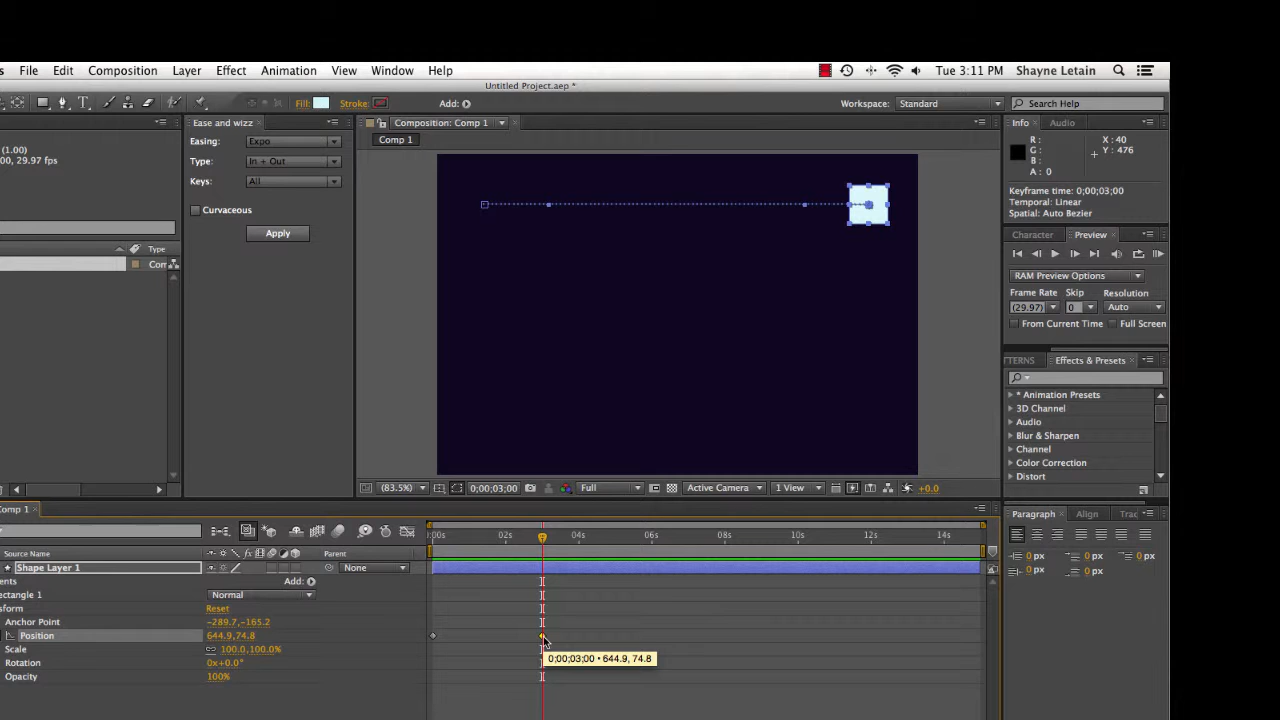 s File Edit Composition Layer Effect Animation View Window Help Tue 3:11 PM Shayne Letain
Untitled Project.aep *
T Fill: Stroke: Add: Workspace: Standard Search Help
Ease and wizz × Composition: Comp 1 Info × Audio
Easing: Expo
Type: In + Out
Keys: All
Curvaceous
Apply
(1.00)
00, 29.97 fps
Type
Com
Comp 1
R :
G :
B :
A : 0
X : 40
Y : 476
Keyframe time: 0;00;03;00
Temporal: Linear
Spatial: Auto Bezier
Character Preview ×
RAM Preview Options
Frame Rate Skip Resolution
(29.97) 0 Auto
From Current Time Full Screen
TTERNS Effects & Presets ×
* Animation Presets
3D Channel
Audio
Blur & Sharpen
Channel
Color Correction
Distort
(83.5%) 0;00;03;00 Full Active Camera 1 View +0.0
Comp 1 ×
Paragraph × Align Trac
0 px 0 px 0 px
0 px 0 px
0:00s 02s 04s 06s 08s 10s 12s 14s
Source Name Parent
Shape Layer 1 None
ents Add:
ectangle 1 Normal
nsform Reset
Anchor Point -289.7,-165.2
Position 644.9,74.8
Scale 100.0,100.0%
Rotation 0x+0.0°
Opacity 100%
0;00;03;00 • 644.9, 74.8